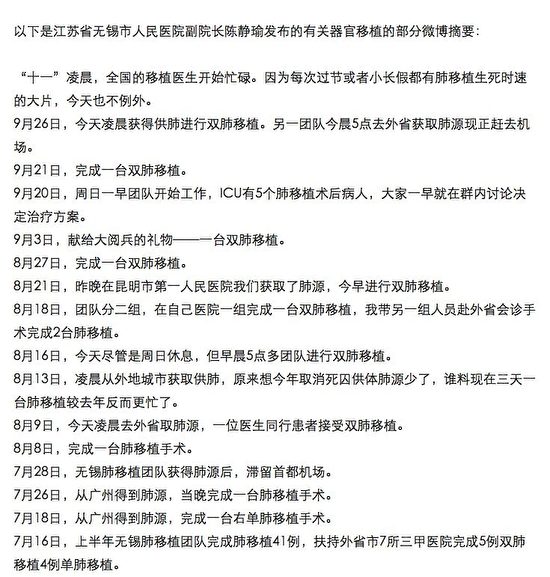 以下是江苏省无锡市人民医院副院长陈静瑜发布的有关器官移植的部分微博摘要：
“十一”凌晨，全国的移植医生开始忙碌。因为每次过节或者小长假都有肺移植生死时速
的大片，今天也不例外。
9月26日，今天凌晨获得供肺进行双肺移植。另一团队今晨5点去外省获取肺源现正赶去机
场。
9月21日，完成一台双肺移植。
9月20日，周日一早团队开始工作，ICU有5个肺移植术后病人，大家一早就在群内讨论决
定治疗方案。
9月3日，献给大阅兵的礼物——一台双肺移植。
8月27日，完成一台双肺移植。
8月21日，昨晚在昆明市第一人民医院我们获取了肺源，今早进行双肺移植。
8月18日，团队分二组，在自己医院一组完成一台双肺移植，我带另一组人员赴外省会诊手
术完成2台肺移植。
8月16日，今天尽管是周日休息，但早晨5点多团队进行双肺移植。
8月13日，凌晨从外地城市获取供肺，原来想今年取消死囚供体肺源少了，谁料现在三天一
台肺移植较去年反而更忙了。
8月9日，今天凌晨去外省取肺源，一位医生同行患者接受双肺移植。
8月8日，完成一台肺移植手术。
7月28日，无锡肺移植团队获得肺源后，滞留首都机场。
7月26日，从广州得到肺源，当晚完成一台肺移植手术。
7月18日，从广州得到肺源，完成一台右单肺移植手术。
7月16日，上半年无锡肺移植团队完成肺移植41例，扶持外省市7所三甲医院完成5例双肺
移植4例单肺移植。